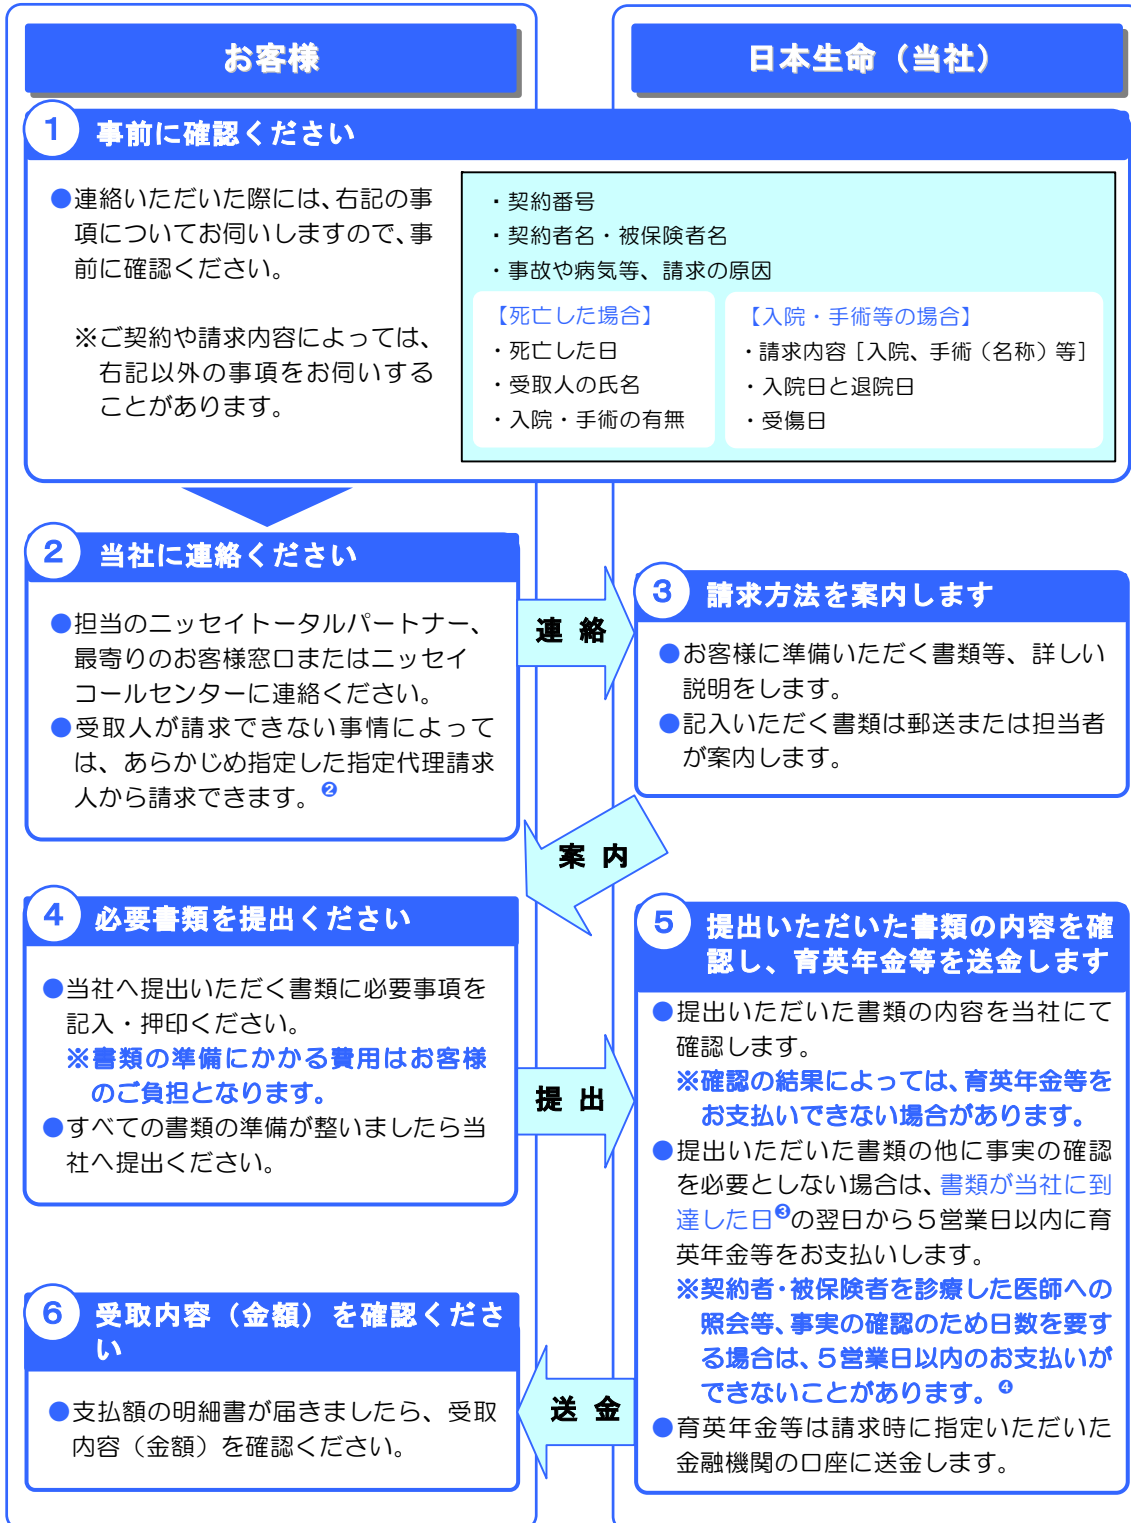 お客様
日本生命（当社）
1 事前に確認ください
●連絡いただいた際には、右記の事
項についてお伺いしますので、事
前に確認ください。
※ご契約や請求内容によっては、
右記以外の事項をお伺いする
ことがあります。
・契約番号
・契約者名・被保険者名
・事故や病気等、請求の原因
【死亡した場合】
・死亡した日
・受取人の氏名
・入院・手術の有無
【入院・手術等の場合】
・請求内容［入院、手術（名称）等］
・入院日と退院日
・受傷日
2 当社に連絡ください
●担当のニッセイトータルパートナー、
最寄りのお客様窓口またはニッセイ
コールセンターに連絡ください。
●受取人が請求できない事情によって
は、あらかじめ指定した指定代理請求
人から請求できます。❷
連 絡
3 請求方法を案内します
●お客様に準備いただく書類等、詳しい
説明をします。
●記入いただく書類は郵送または担当者
が案内します。
案 内
4 必要書類を提出ください
●当社へ提出いただく書類に必要事項を
記入・押印ください。
※書類の準備にかかる費用はお客様
のご負担となります。
●すべての書類の準備が整いましたら当
社へ提出ください。
提 出
5 提出いただいた書類の内容を確
認し、育英年金等を送金します
●提出いただいた書類の内容を当社にて
確認します。
※確認の結果によっては、育英年金等を
お支払いできない場合があります。
●提出いただいた書類の他に事実の確認
を必要としない場合は、書類が当社に到
達した日❸の翌日から５営業日以内に育
英年金等をお支払いします。
※契約者・被保険者を診療した医師への
照会等、事実の確認のため日数を要す
る場合は、５営業日以内のお支払いが
できないことがあります。❹
●育英年金等は請求時に指定いただいた
金融機関の口座に送金します。
送 金
6 受取内容（金額）を確認くださ
い
●支払額の明細書が届きましたら、受取
内容（金額）を確認ください。